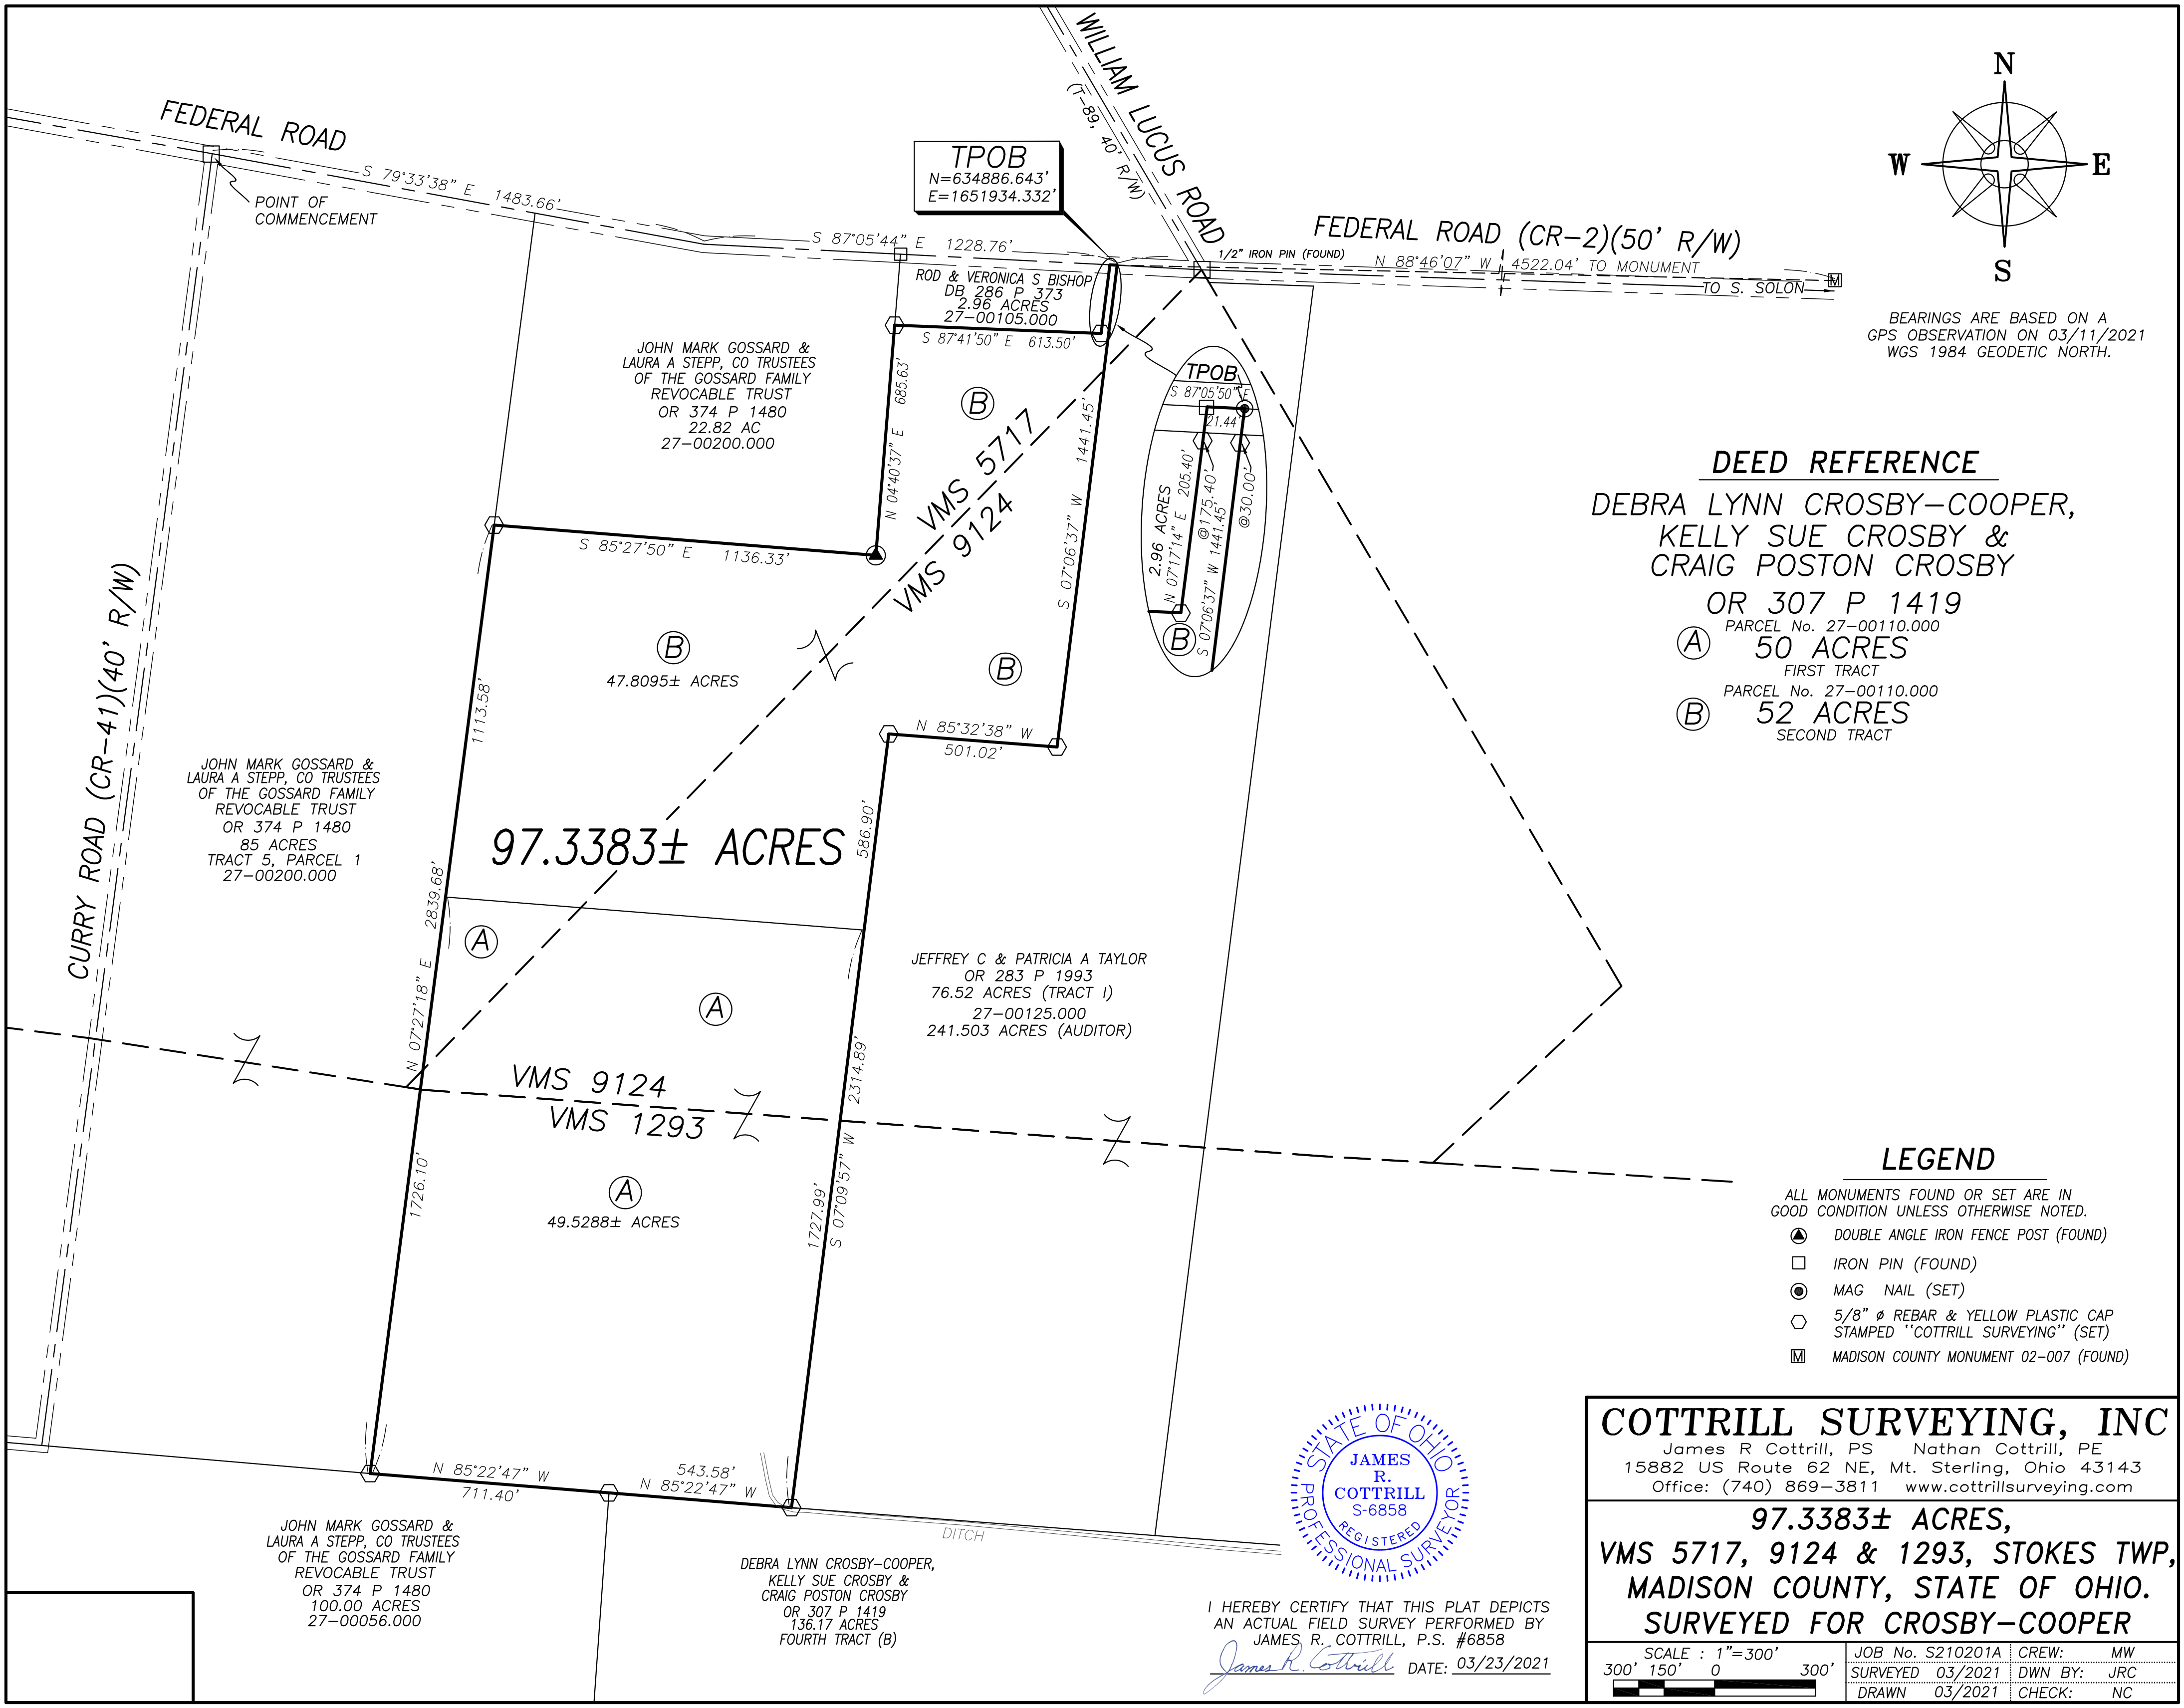 FEDERAL ROAD
S 79°33'38" E 1483.66'
POINT OF
COMMENCEMENT
WILLIAM LUCUS ROAD
(T-89, 40' R/W)
TPOB
N=634886.643'
E=1651934.332'
S 87°05'44" E 1228.76'
1/2" IRON PIN (FOUND)
FEDERAL ROAD (CR-2)(50' R/W)
N 88°46'07" W 4522.04' TO MONUMENT
TO S. SOLON
M
N
W
E
S
BEARINGS ARE BASED ON A
GPS OBSERVATION ON 03/11/2021
WGS 1984 GEODETIC NORTH.
ROD & VERONICA S BISHOP
DB 286 P 373
2.96 ACRES
27-00105.000
S 87°41'50" E 613.50'
JOHN MARK GOSSARD &
LAURA A STEPP, CO TRUSTEES
OF THE GOSSARD FAMILY
REVOCABLE TRUST
OR 374 P 1480
22.82 AC
27-00200.000
N 04°40'37" E 685.63'
B
VMS 5717
VMS 9124
S 07°06'37" W 1441.45'
TPOB
S 87°05'50" E
21.44'
2.96 ACRES
N 07°17'14" E 205.40'
@175.40'
S 07°06'37" W 1441.45'
@30.00'
B
S 85°27'50" E 1136.33'
B
47.8095± ACRES
B
N 85°32'38" W
501.02'
DEED REFERENCE
DEBRA LYNN CROSBY-COOPER,
KELLY SUE CROSBY &
CRAIG POSTON CROSBY
OR 307 P 1419
PARCEL No. 27-00110.000
A 50 ACRES
FIRST TRACT
PARCEL No. 27-00110.000
B 52 ACRES
SECOND TRACT
CURRY ROAD (CR-41)(40' R/W)
1113.58'
JOHN MARK GOSSARD &
LAURA A STEPP, CO TRUSTEES
OF THE GOSSARD FAMILY
REVOCABLE TRUST
OR 374 P 1480
85 ACRES
TRACT 5, PARCEL 1
27-00200.000
97.3383± ACRES
586.90'
N 07°27'18" E 2839.68'
A
A
JEFFREY C & PATRICIA A TAYLOR
OR 283 P 1993
76.52 ACRES (TRACT I)
27-00125.000
241.503 ACRES (AUDITOR)
VMS 9124
VMS 1293
S 07°09'57" W 2314.89'
1726.10'
A
49.5288± ACRES
1727.99'
N 85°22'47" W
711.40'
543.58'
N 85°22'47" W
DITCH
JOHN MARK GOSSARD &
LAURA A STEPP, CO TRUSTEES
OF THE GOSSARD FAMILY
REVOCABLE TRUST
OR 374 P 1480
100.00 ACRES
27-00056.000
DEBRA LYNN CROSBY-COOPER,
KELLY SUE CROSBY &
CRAIG POSTON CROSBY
OR 307 P 1419
136.17 ACRES
FOURTH TRACT (B)
LEGEND
ALL MONUMENTS FOUND OR SET ARE IN
GOOD CONDITION UNLESS OTHERWISE NOTED.
DOUBLE ANGLE IRON FENCE POST (FOUND)
IRON PIN (FOUND)
MAG NAIL (SET)
5/8" ø REBAR & YELLOW PLASTIC CAP
STAMPED "COTTRILL SURVEYING" (SET)
M MADISON COUNTY MONUMENT 02-007 (FOUND)
STATE OF OHIO
JAMES
R.
COTTRILL
S-6858
REGISTERED
PROFESSIONAL SURVEYOR
I HEREBY CERTIFY THAT THIS PLAT DEPICTS
AN ACTUAL FIELD SURVEY PERFORMED BY
JAMES R. COTTRILL, P.S. #6858
James R. Cottrill DATE: 03/23/2021
COTTRILL SURVEYING, INC
James R Cottrill, PS Nathan Cottrill, PE
15882 US Route 62 NE, Mt. Sterling, Ohio 43143
Office: (740) 869-3811 www.cottrillsurveying.com
97.3383± ACRES,
VMS 5717, 9124 & 1293, STOKES TWP,
MADISON COUNTY, STATE OF OHIO.
SURVEYED FOR CROSBY-COOPER
SCALE : 1"=300'
300' 150' 0 300'
JOB No. S210201A CREW: MW
SURVEYED 03/2021 DWN BY: JRC
DRAWN 03/2021 CHECK: NC